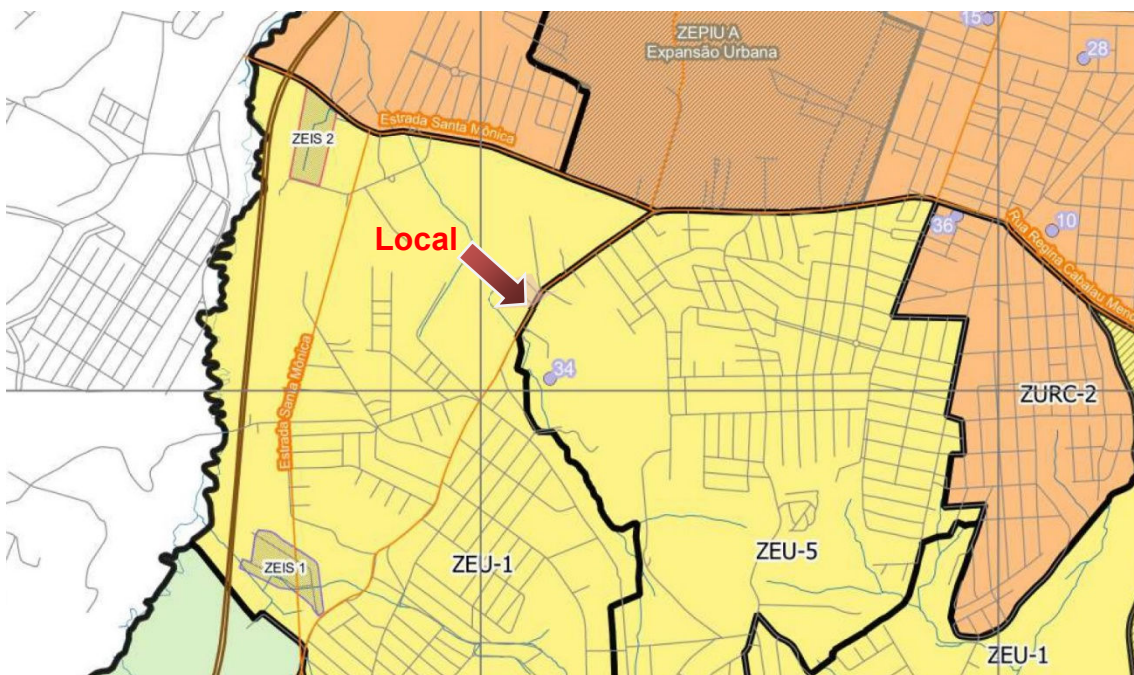 15
ZEPIU A
Expansão Urbana
28
Estrada Santa Mônica
ZEIS 2
36
10
Local
Rua Regina Cabalau Mend
34
Estrada Santa Mônica
ZURC-2
ZEIS 1
ZEU-1
ZEU-5
ZEU-1